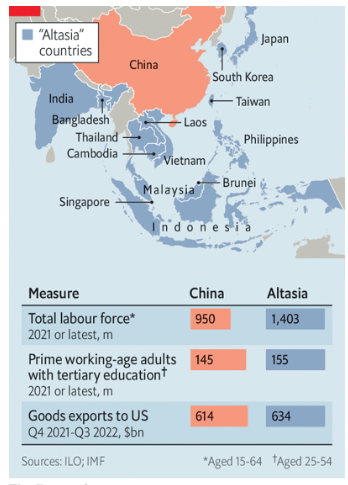 "Altasia"
countries
Japan
China
South Korea
India
Taiwan
Bangladesh
Laos
Thailand
Philippines
Cambodia
Vietnam
Brunei
Malaysia
Singapore
Indonesia
Measure China Altasia
Total labour force* 950 1,403
2021 or latest, m
Prime working-age adults 145 155
with tertiary education†
2021 or latest, m
Goods exports to US 614 634
Q4 2021-Q3 2022, $bn
Sources: ILO; IMF *Aged 15-64 †Aged 25-54